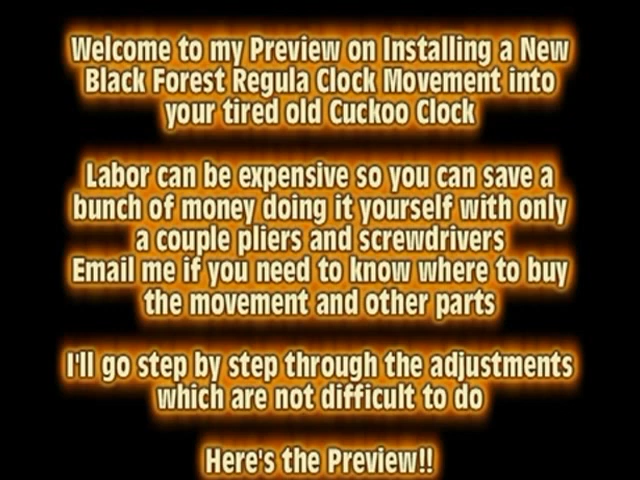 Welcome to my Preview on Installing a New
Black Forest Regula Clock Movement into
your tired old Cuckoo Clock
Labor can be expensive so you can save a
bunch of money doing it yourself with only
a couple pliers and screwdrivers
Email me if you need to know where to buy
the movement and other parts
I'll go step by step through the adjustments
which are not difficult to do
Here's the Preview!!